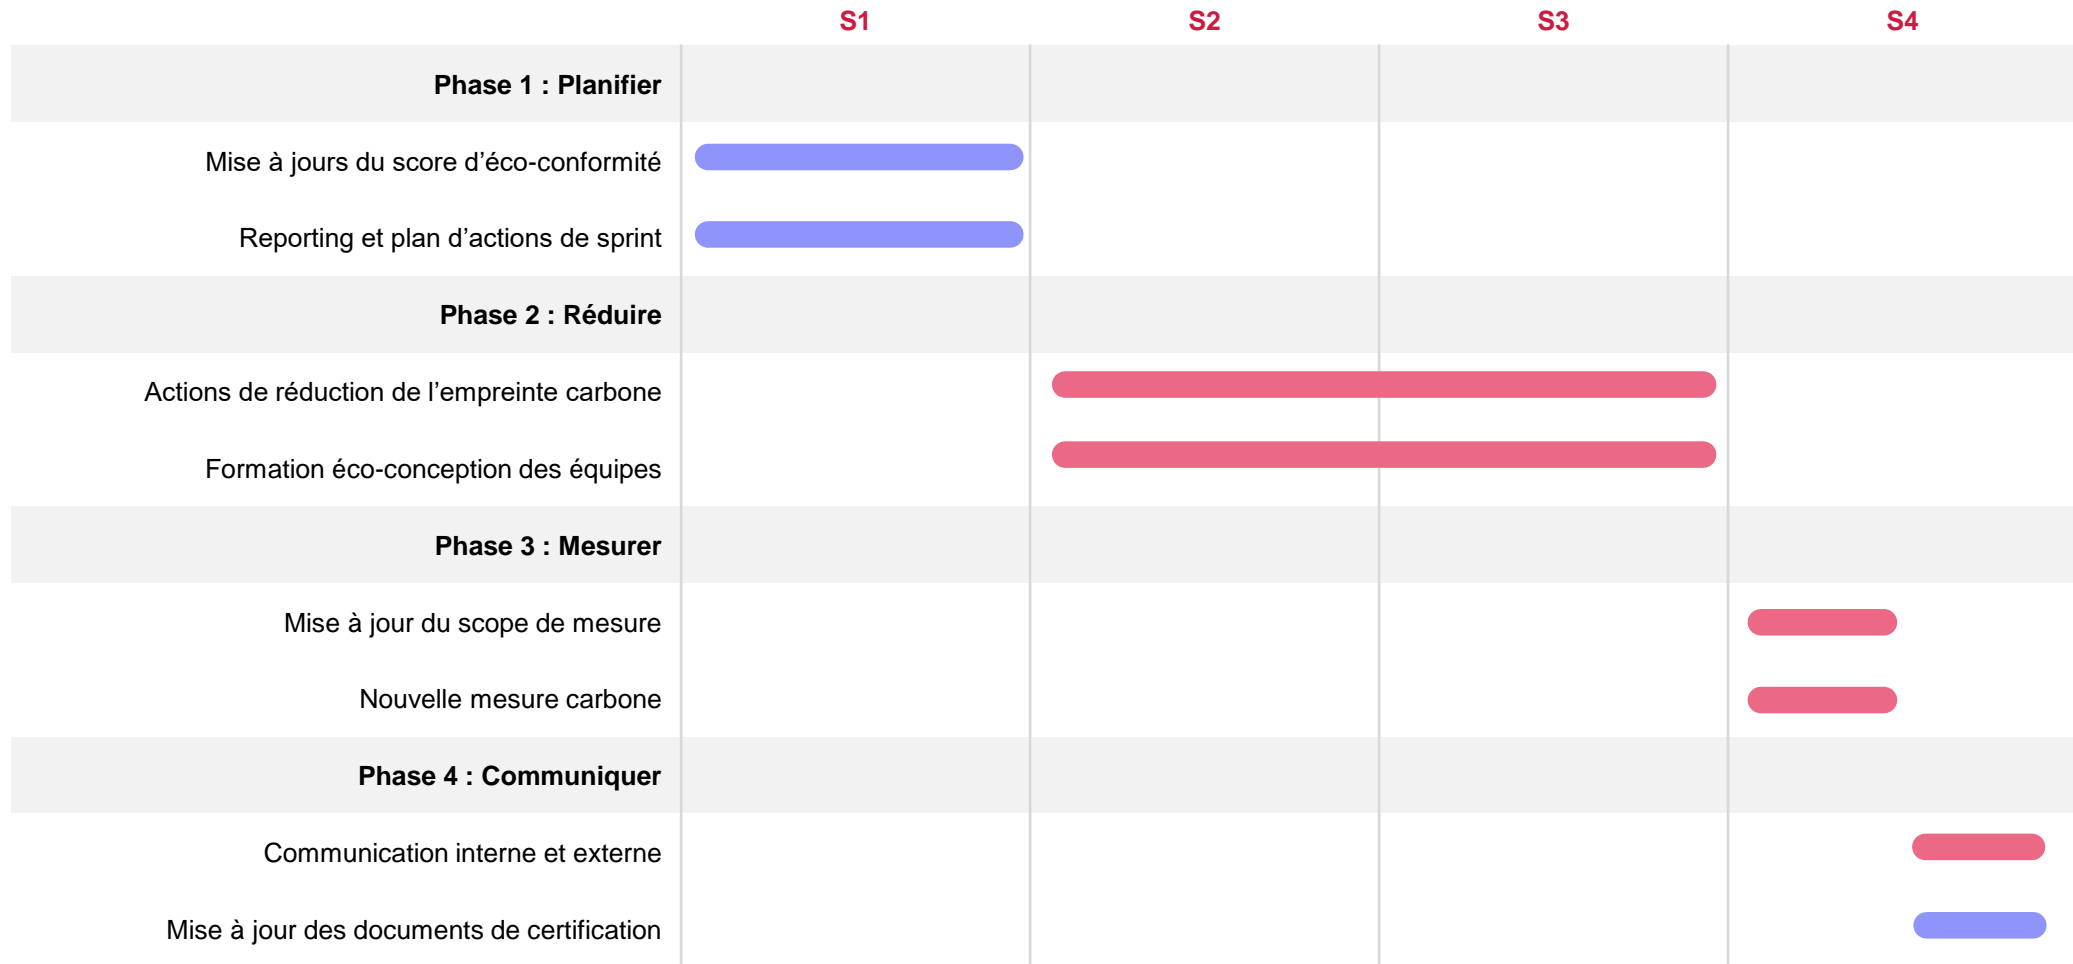 S1 S2 S3 S4
Phase 1 : Planifier
Mise à jours du score d’éco-conformité
Reporting et plan d’actions de sprint
Phase 2 : Réduire
Actions de réduction de l’empreinte carbone
Formation éco-conception des équipes
Phase 3 : Mesurer
Mise à jour du scope de mesure
Nouvelle mesure carbone
Phase 4 : Communiquer
Communication interne et externe
Mise à jour des documents de certification